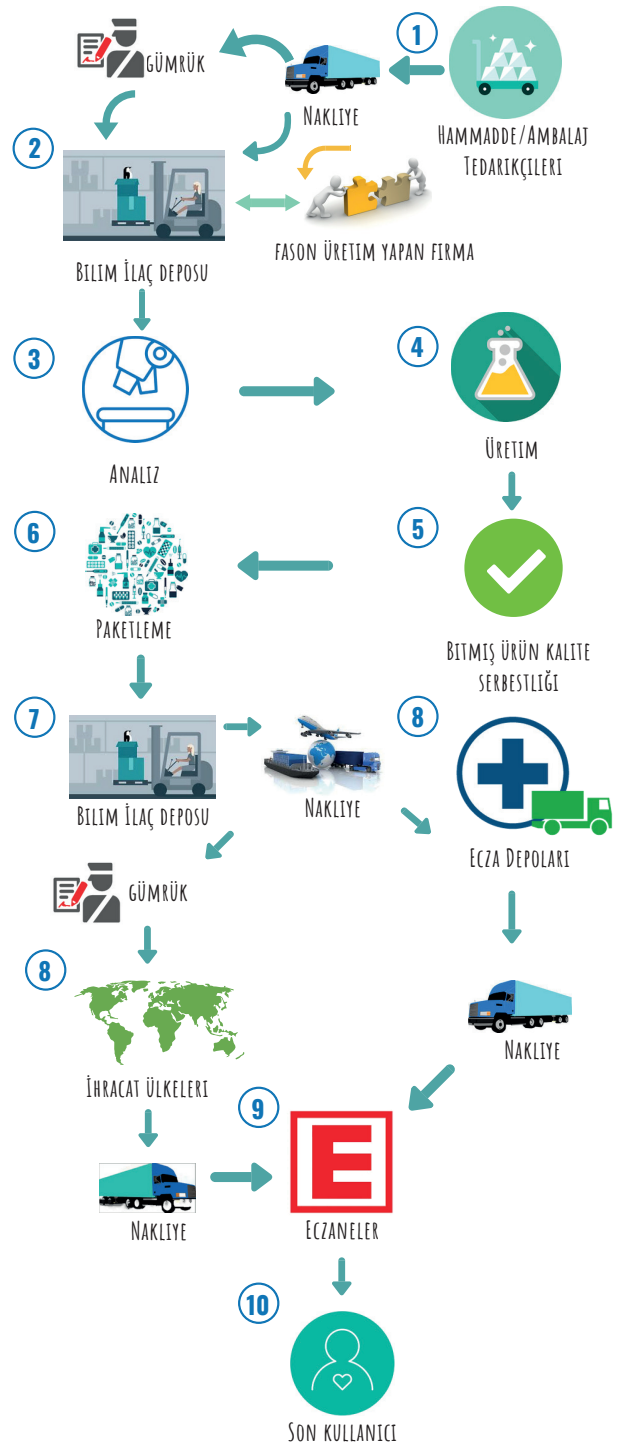 1
GÜMRÜK
NAKLIYE
HAMMADDE/AMBALAJ
TEDARIKÇILERI
2
FASON ÜRETIM YAPAN FIRMA
BILIM İLAÇ DEPOSU
3
4
ANALIZ
ÜRETIM
6
5
PAKETLEME
BITMIŞ ÜRÜN KALITE
SERBESTLIĞI
7
8
BILIM İLAÇ DEPOSU
NAKLIYE
ECZA DEPOLARI
GÜMRÜK
8
NAKLIYE
İHRACAT ÜLKELERI
9
E
NAKLIYE
ECZANELER
10
SON KULLANICI